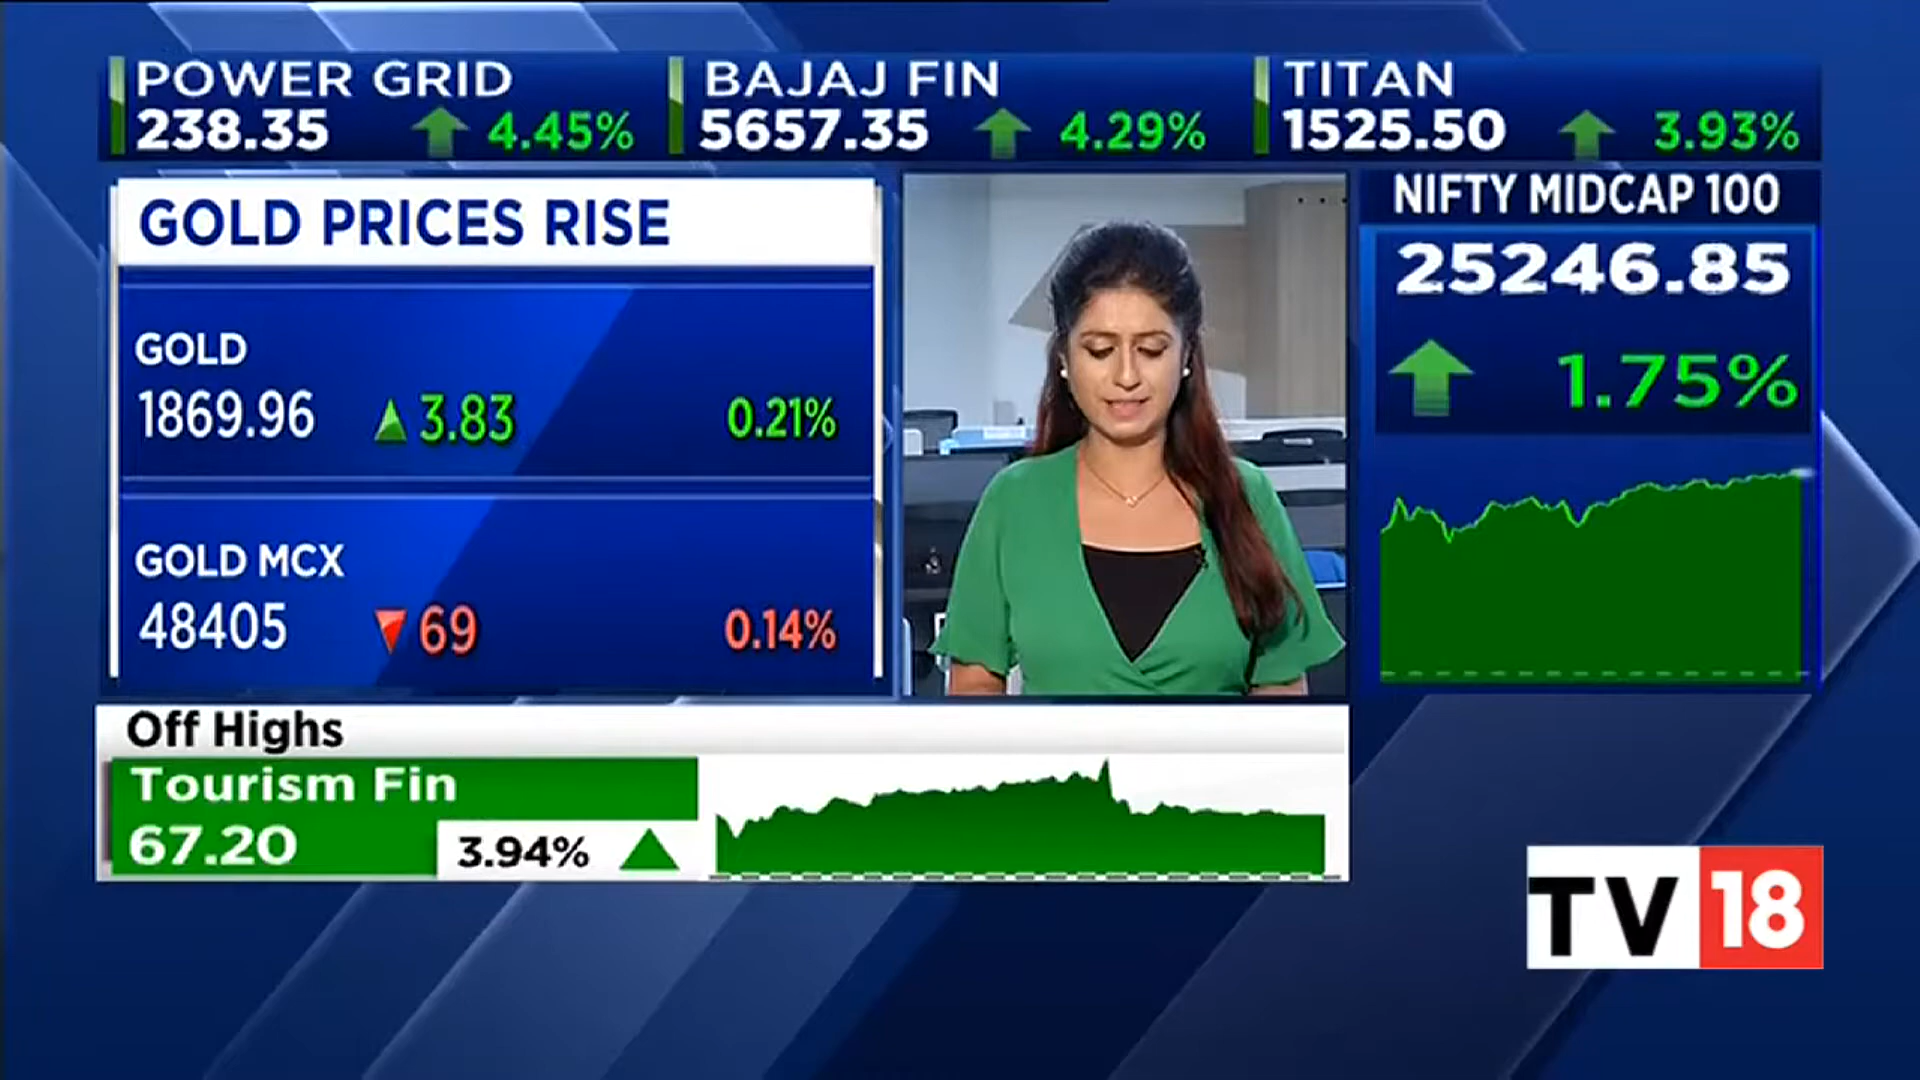 POWER GRID
238.35 4.45%
BAJAJ FIN
5657.35 4.29%
TITAN
1525.50 3.93%
GOLD PRICES RISE
GOLD
1869.96 3.83 0.21%
GOLD MCX
48405 69 0.14%
NIFTY MIDCAP 100
25246.85
1.75%
Off Highs
Tourism Fin
67.20 3.94%
TV 18